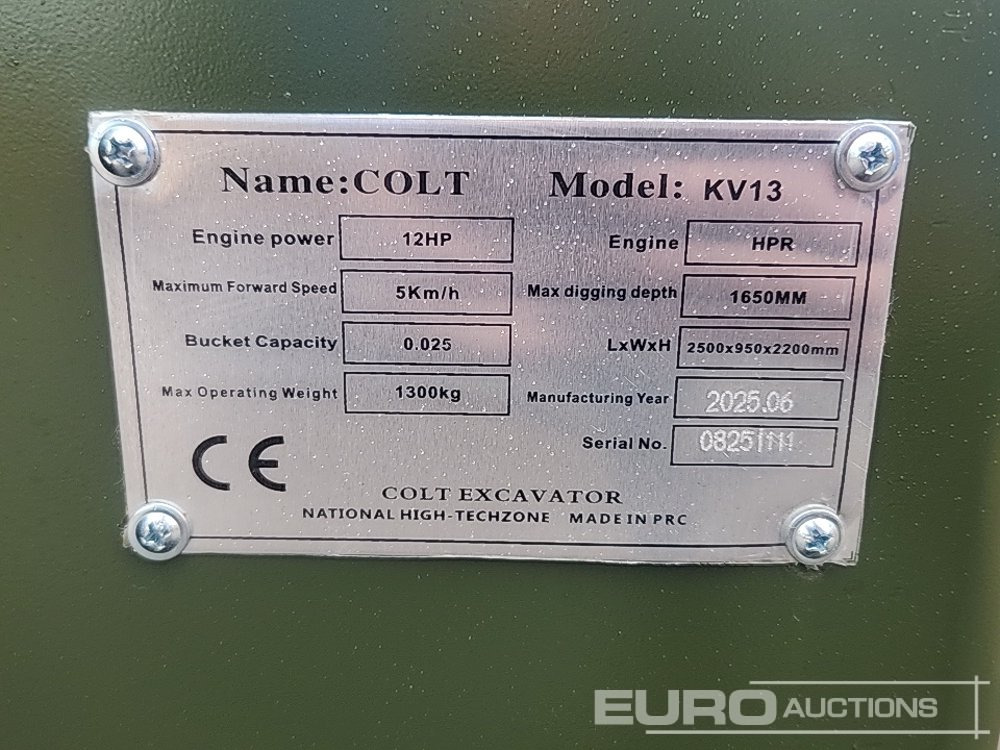 Name:COLT Model: KV13
Engine power 12HP Engine HPR
Maximum Forward Speed 5Km/h Max digging depth 1650MM
Bucket Capacity 0.025 LxWxH 2500x950x2200mm
Max Operating Weight 1300kg Manufacturing Year 2025.06
Serial No.
CE
COLT EXCAVATOR
NATIONAL HIGH-TECHZONE MADE IN PRC
EURO AUCTIONS